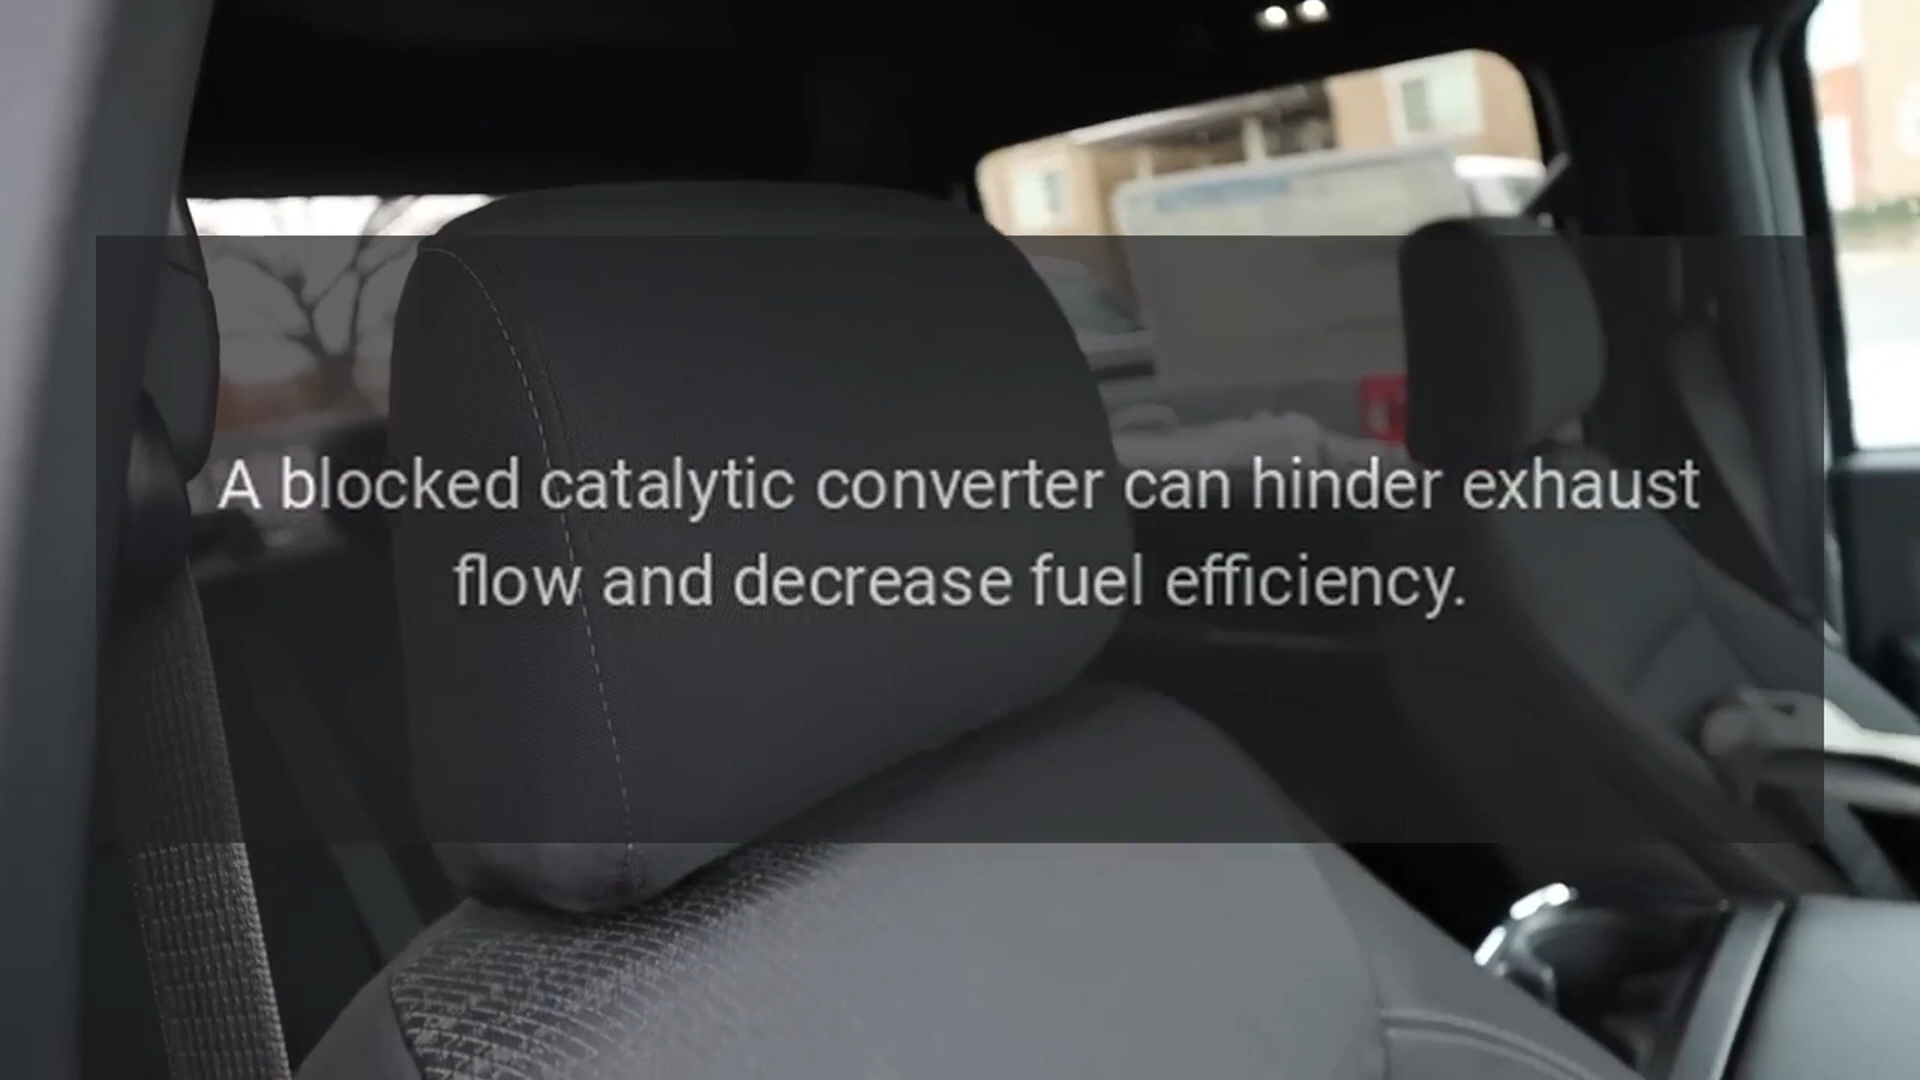 A blocked catalytic converter can hinder exhaust
flow and decrease fuel efficiency.